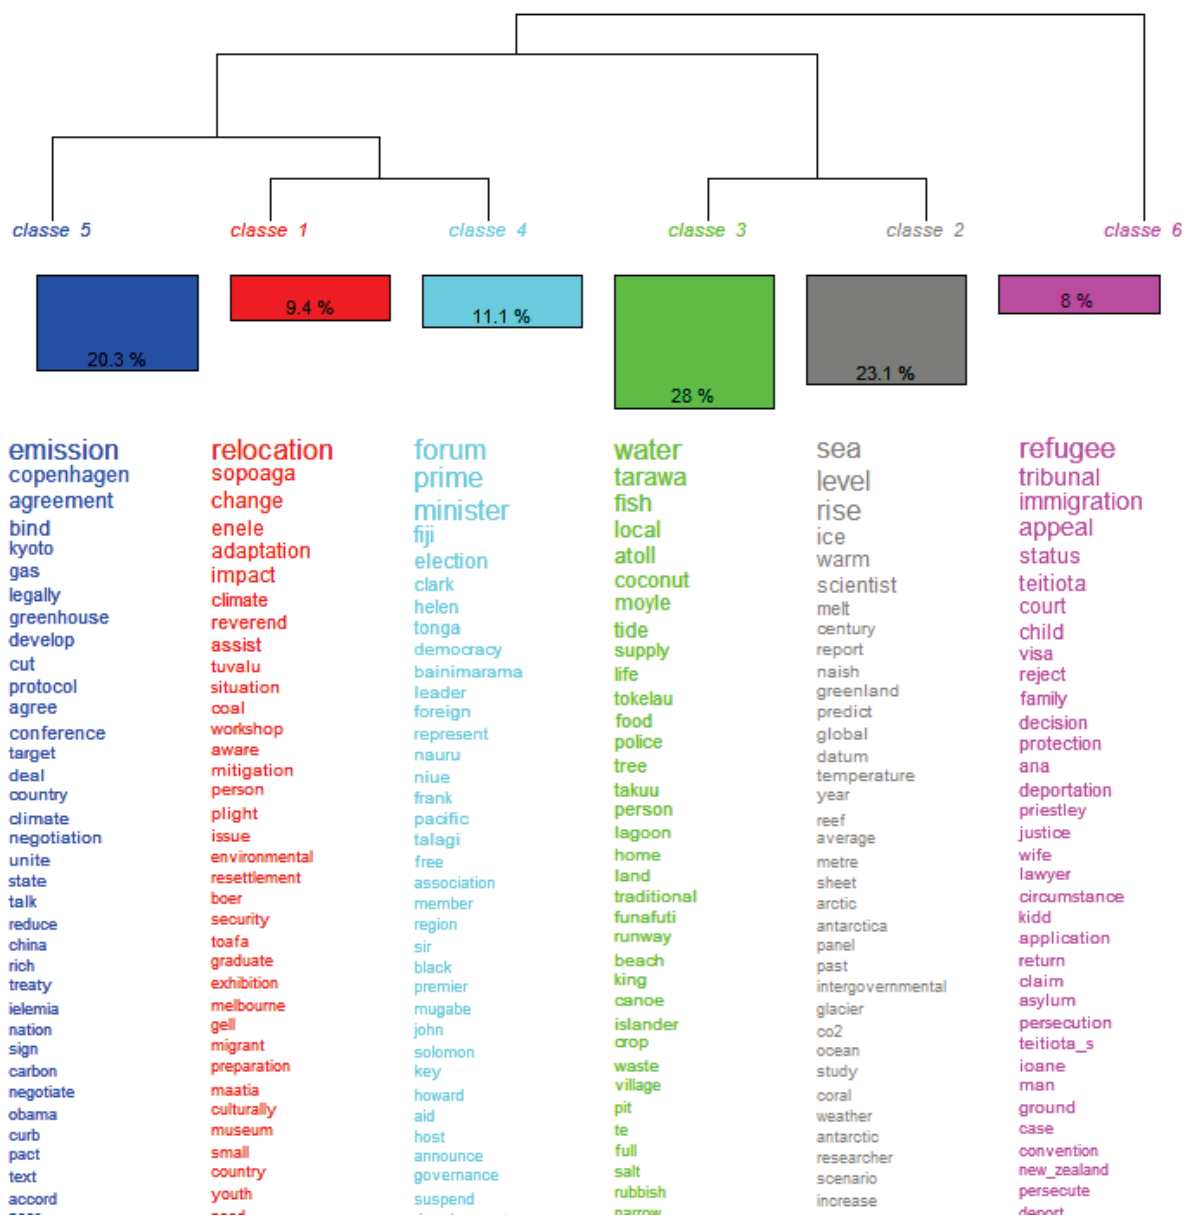 classe 5 classe 1 classe 4 classe 3 classe 2 classe 6
20.3 % 9.4 % 11.1 % 28 % 23.1 % 8 %
emission
copenhagen
agreement
bind
kyoto
gas
legally
greenhouse
develop
cut
protocol
agree
conference
target
deal
country
climate
negotiation
unite
state
talk
reduce
china
rich
treaty
ielemia
nation
sign
carbon
negotiate
obama
curb
pact
text
accord
relocation
sopoaga
change
enele
adaptation
impact
climate
reverend
assist
tuvalu
situation
coal
workshop
aware
mitigation
person
plight
issue
environmental
resettlement
boer
security
toafa
graduate
exhibition
melbourne
gell
migrant
preparation
maatia
culturally
museum
small
country
youth
forum
prime
minister
fiji
election
clark
helen
tonga
democracy
bainimarama
leader
foreign
represent
nauru
niue
frank
pacific
talagi
free
association
member
region
sir
black
premier
mugabe
john
solomon
key
howard
aid
host
announce
governance
suspend
water
tarawa
fish
local
atoll
coconut
moyle
tide
supply
life
tokelau
food
police
tree
takuu
person
lagoon
home
land
traditional
funafuti
runway
beach
king
canoe
islander
crop
waste
village
pit
te
full
salt
rubbish
narrow
sea
level
rise
ice
warm
scientist
melt
century
report
naish
greenland
predict
global
datum
temperature
year
reef
average
metre
sheet
arctic
antarctica
panel
past
intergovernmental
glacier
co2
ocean
study
coral
weather
antarctic
researcher
scenario
increase
refugee
tribunal
immigration
appeal
status
teitiota
court
child
visa
reject
family
decision
protection
ana
deportation
priestley
justice
wife
lawyer
circumstance
kidd
application
return
claim
asylum
persecution
teitiota_s
ioane
man
ground
case
convention
new_zealand
persecute
deport